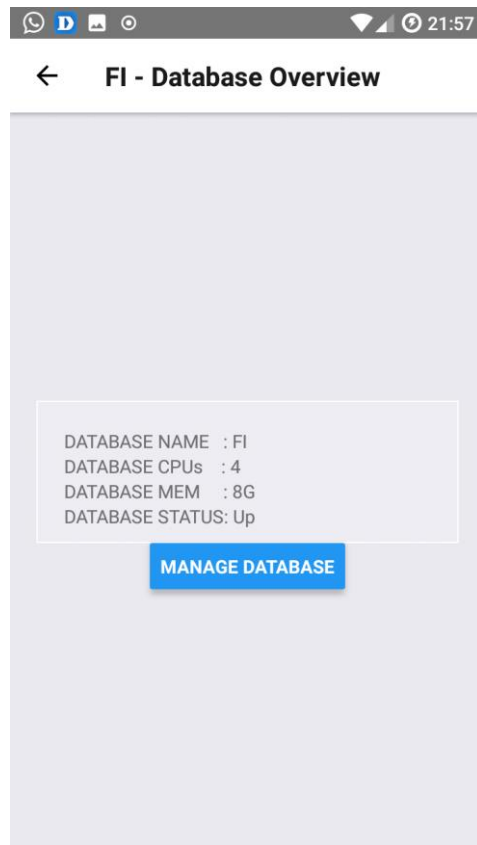 D 21:57
FI - Database Overview
DATABASE NAME : FI
DATABASE CPUs : 4
DATABASE MEM : 8G
DATABASE STATUS: Up
MANAGE DATABASE